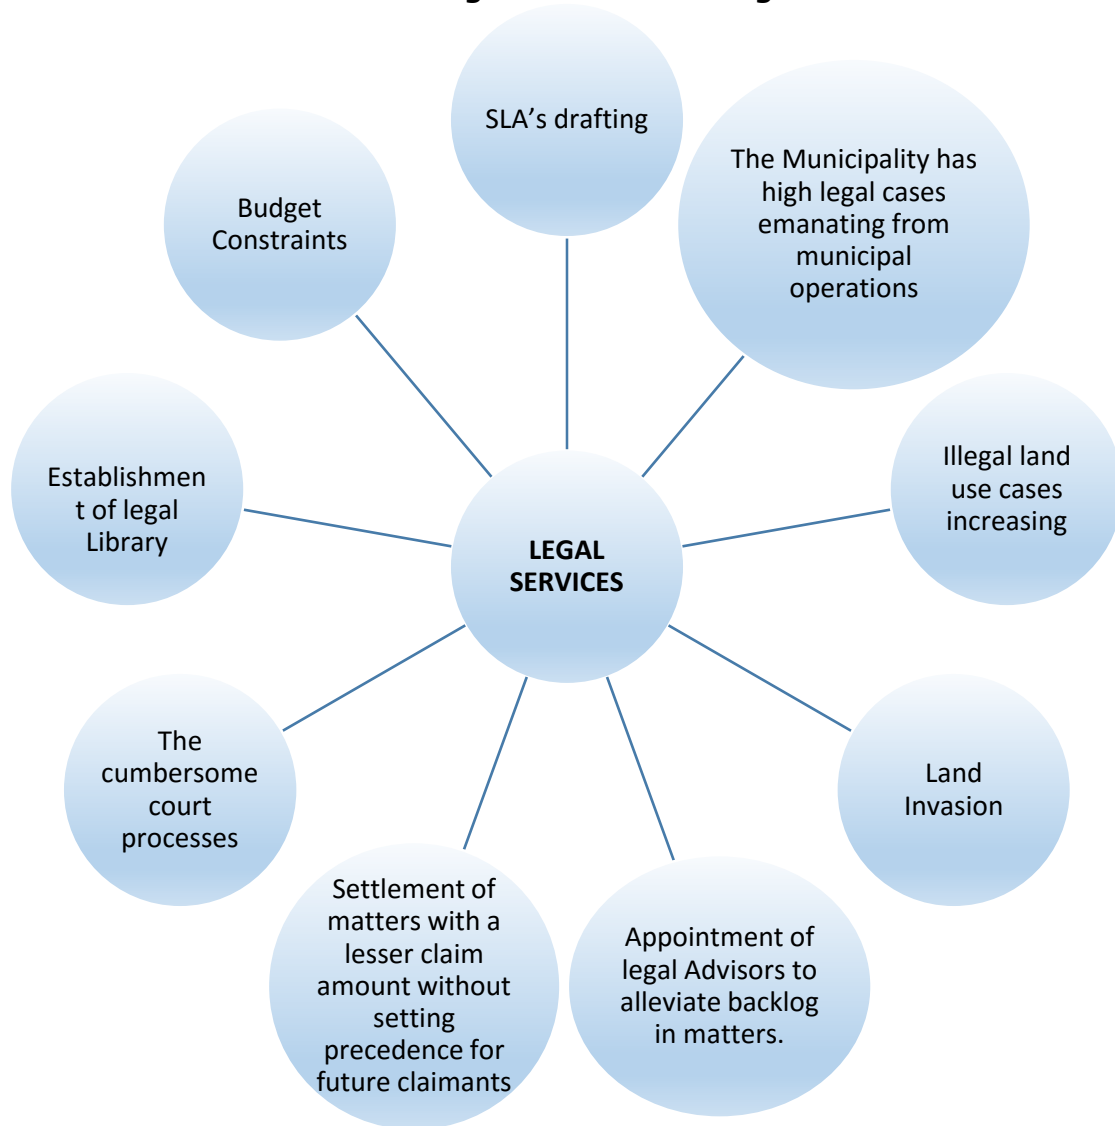 SLA's drafting
The Municipality has
high legal cases
emanating from
municipal
operations
Illegal land
use cases
increasing
Land
Invasion
Appointment of
legal Advisors to
alleviate backlog
in matters.
Settlement of
matters with a
lesser claim
amount without
setting
precedence for
future claimants
The
cumbersome
court
processes
Establishmen
t of legal
Library
Budget
Constraints
LEGAL
SERVICES